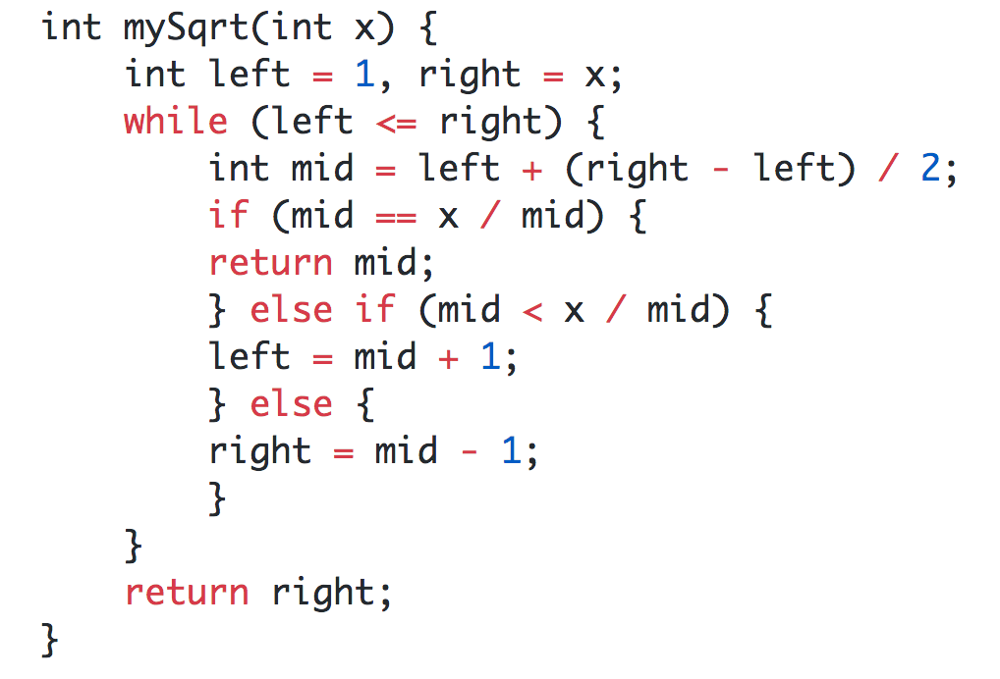 int mySqrt(int x) {
    int left = 1, right = x;
    while (left <= right) {
        int mid = left + (right - left) / 2;
        if (mid == x / mid) {
        return mid;
        } else if (mid < x / mid) {
        left = mid + 1;
        } else {
        right = mid - 1;
        }
    }
    return right;
}